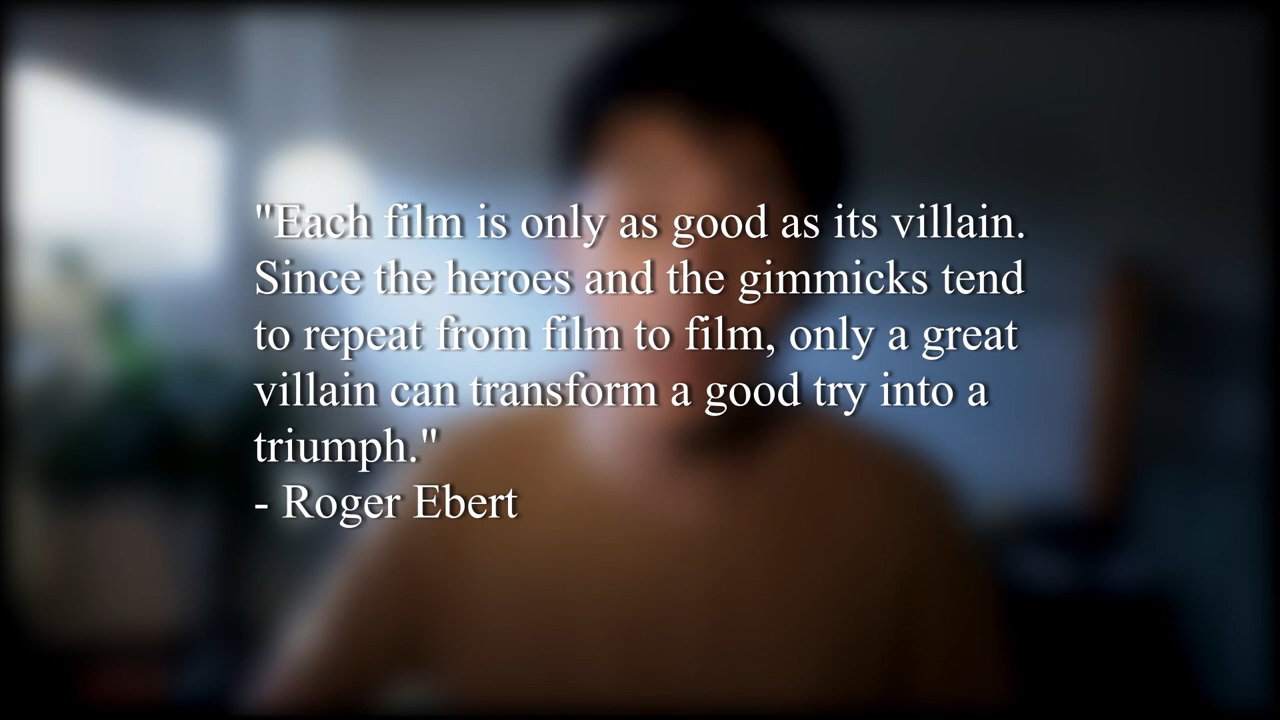 "Each film is only as good as its villain.
Since the heroes and the gimmicks tend
to repeat from film to film, only a great
villain can transform a good try into a
triumph."
- Roger Ebert